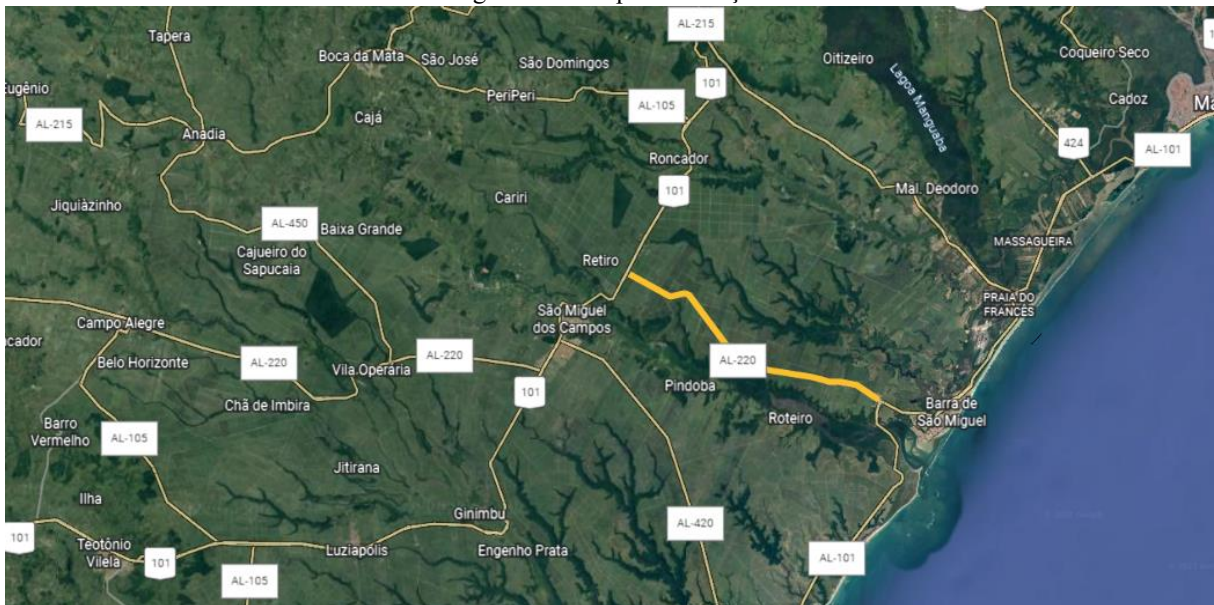 AL-215
Tapera
Boca da Mata
São José
São Domingos
Oitizeiro
Coqueiro Seco
101
PeriPeri
Lagoa Manguaba
Cadoz
AL-105
AL-215
Cajá
Anadia
424
AL-101
Roncador
101
Cariri
Mal. Deodoro
Jiquiàzinho
AL-450
Baixa Grande
MASSAGUEIRA
Cajueiro do
Sapucaia
Retiro
PRAIA DO
FRANCÊS
São Miguel
dos Campos
Campo Alegre
AL-220
Belo Horizonte
AL-220
Vila Operária
AL-220
101
Pindoba
Chã de Imbira
Roteiro
Barra de
São Miguel
Barro
Vermelho
AL-105
Jitirana
Ilha
Ginimbu
AL-420
101
Teotônio
Vilela
101
Luziapólis
Engenho Prata
AL-101
AL-105